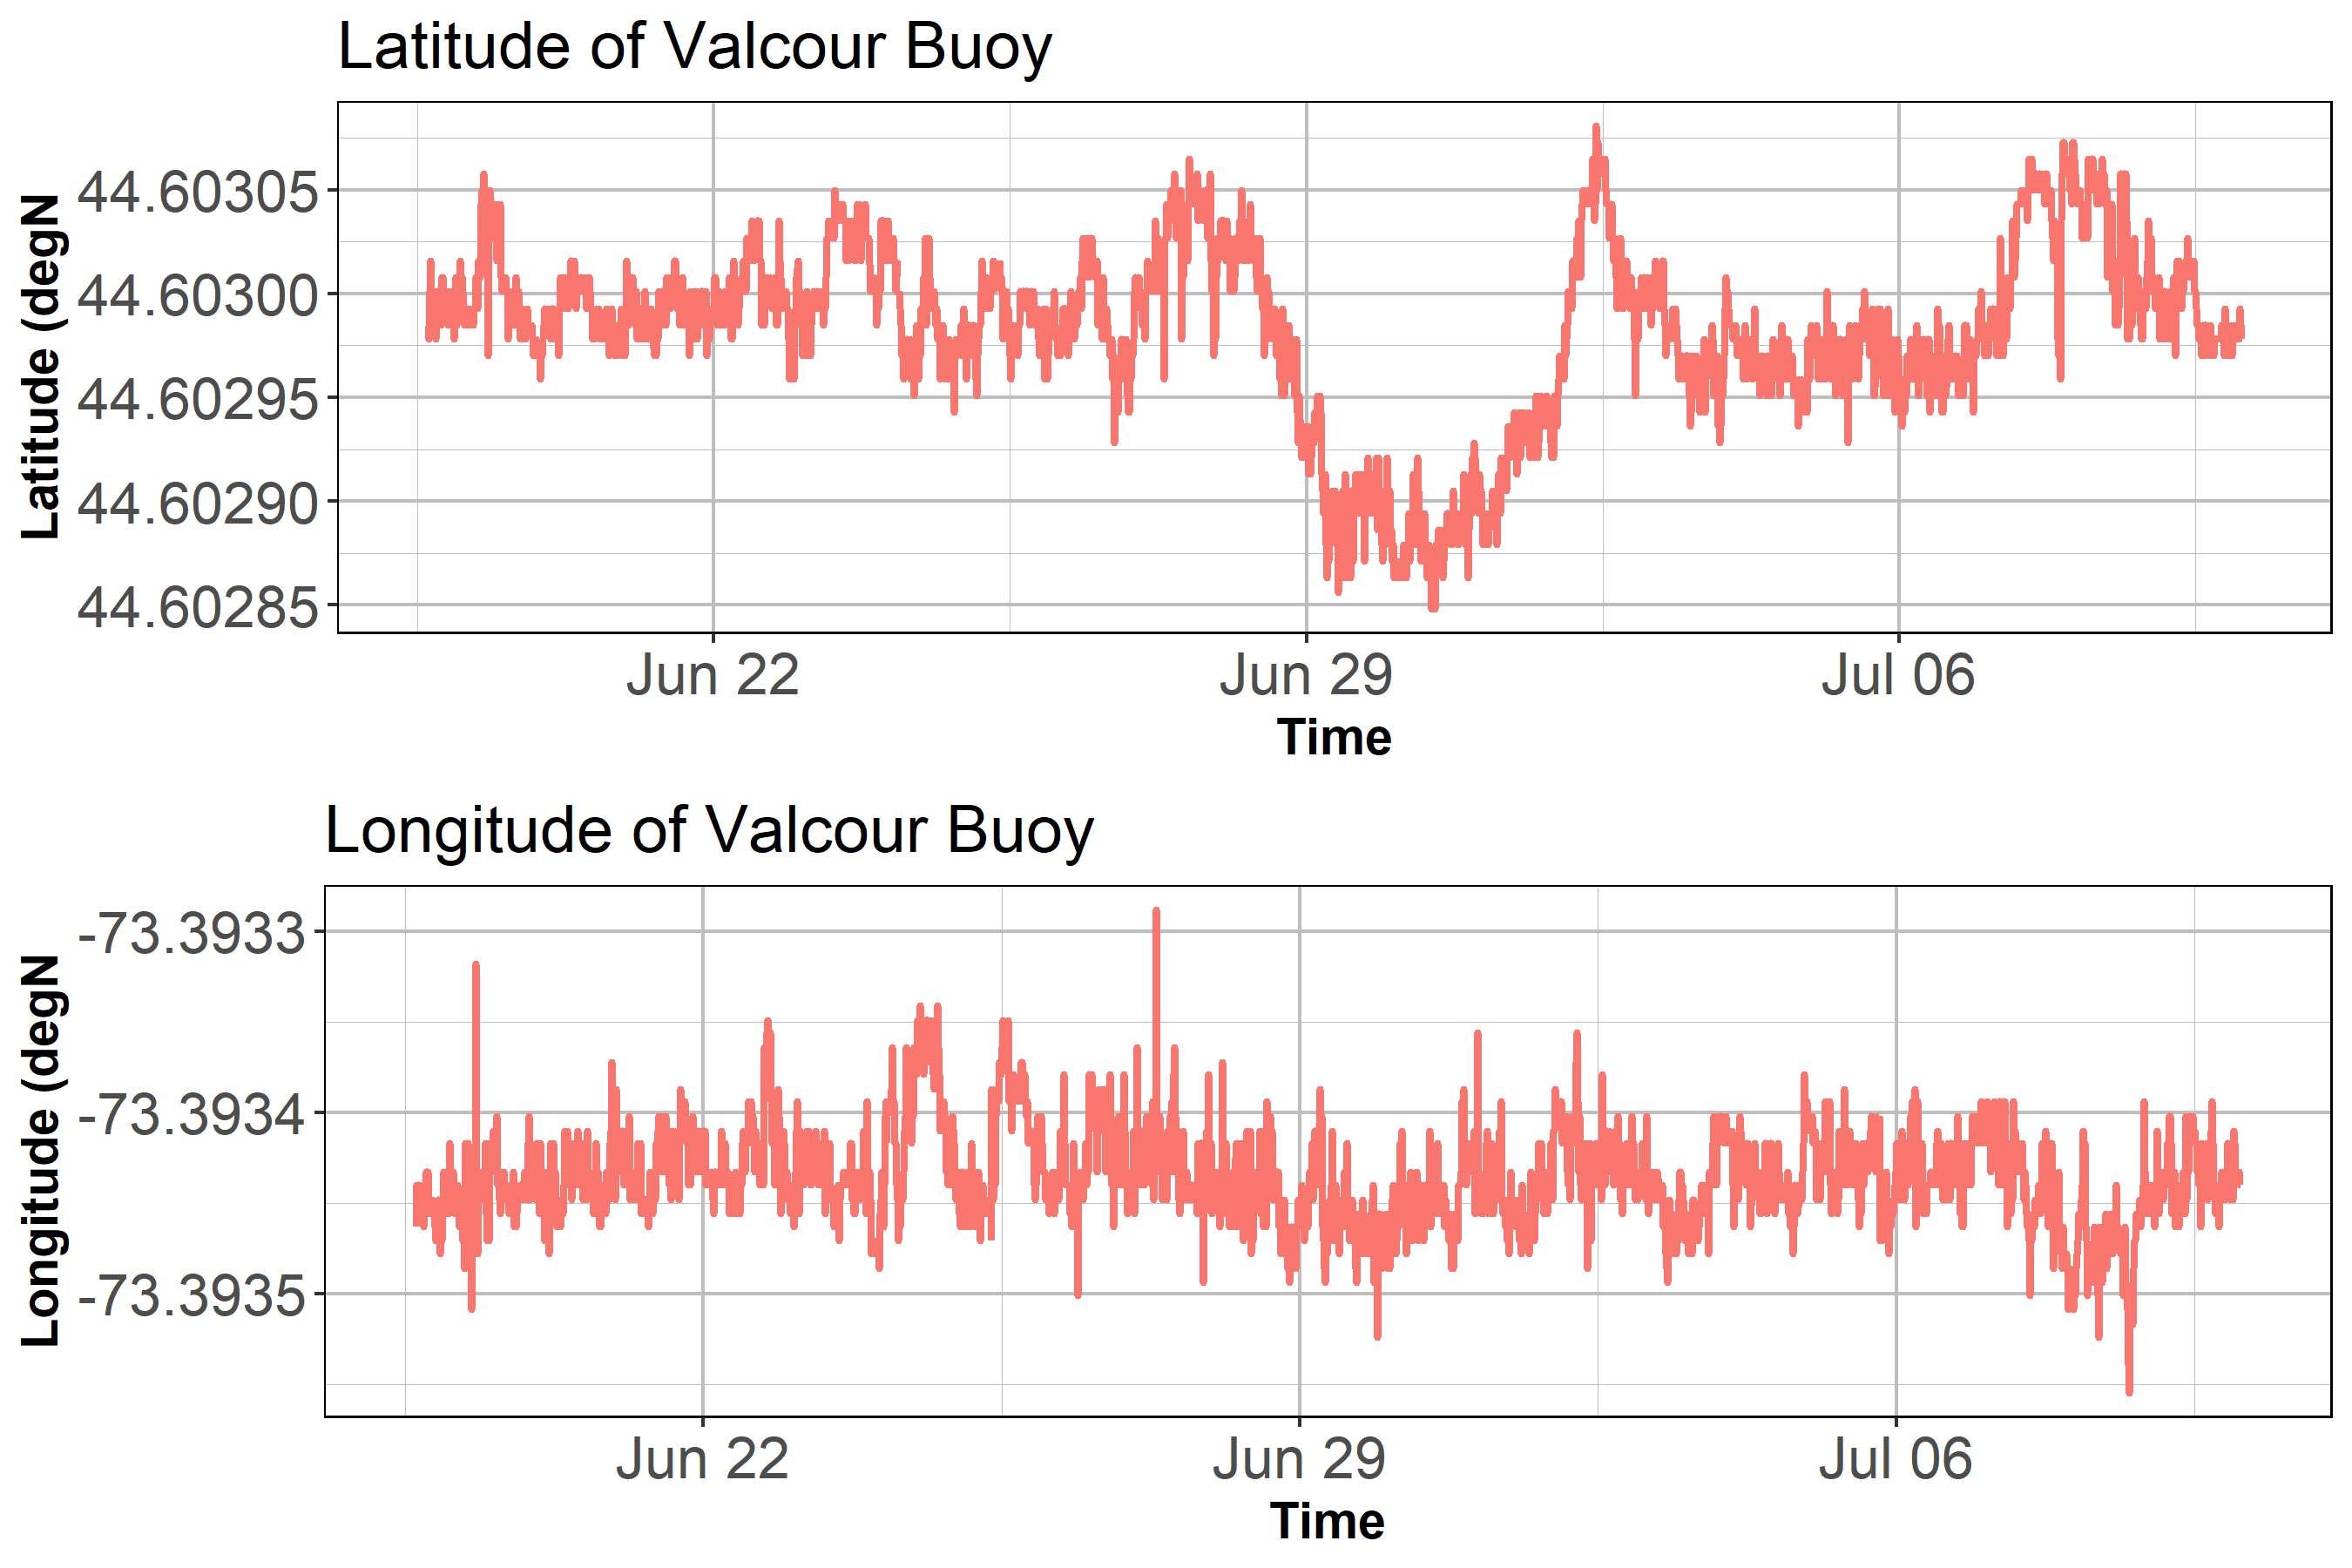 Latitude of Valcour Buoy
Latitude (degN
44.60305
44.60300
44.60295
44.60290
44.60285
Jun 22 Jun 29 Jul 06
Time
Longitude of Valcour Buoy
Longitude (degN
-73.3933
-73.3934
-73.3935
Jun 22 Jun 29 Jul 06
Time